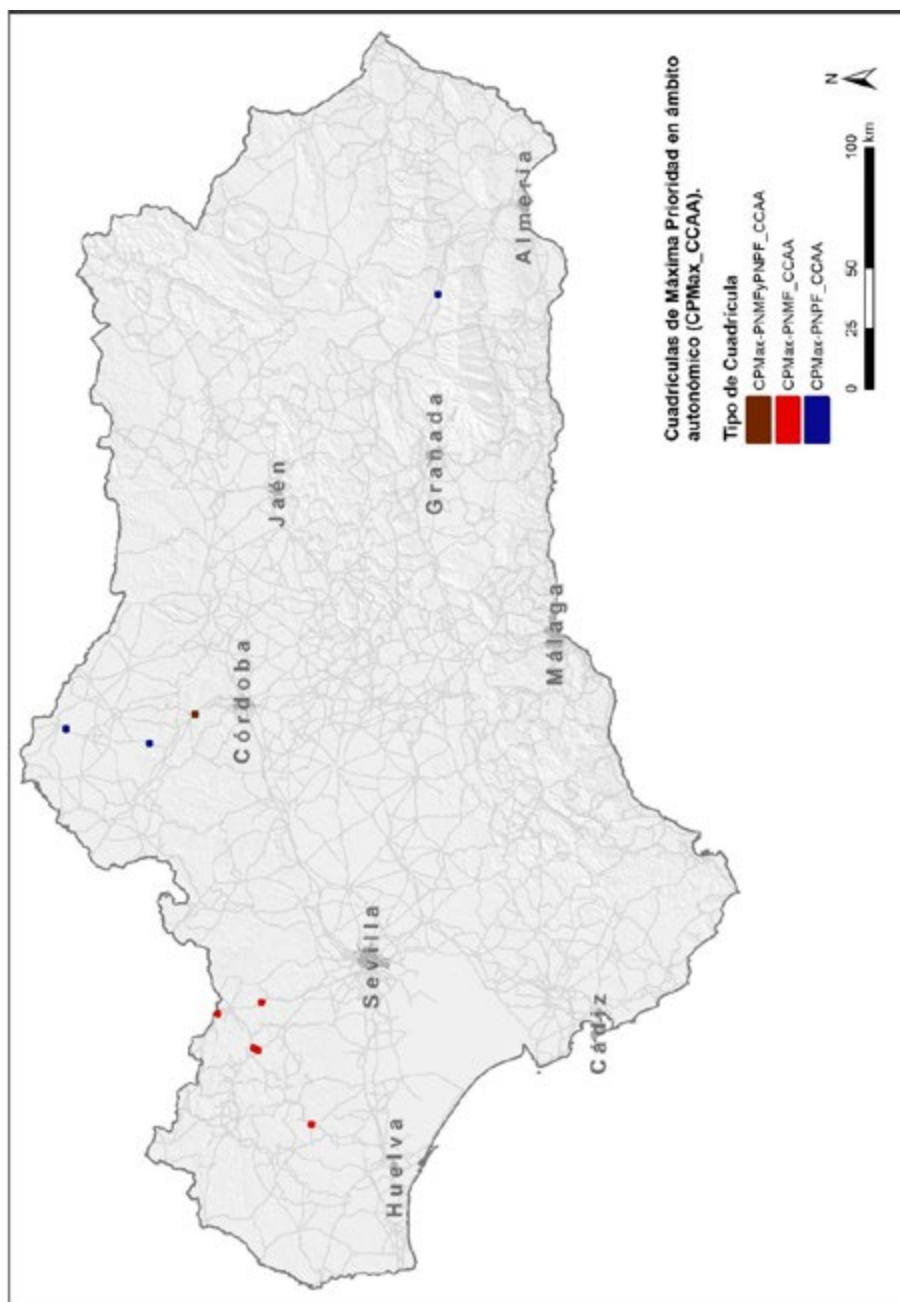 Córdoba
Jaén
Sevilla
Huelva
Granada
Almería
Málaga
Cádiz
Cuadrículas de Máxima Prioridad en ámbito
autonómico (CPMax_CCAA).
Tipo de Cuadrícula
CPMax-PNMFyPNPF_CCAA
CPMax-PNMF_CCAA
CPMax-PNPF_CCAA
N
0 25 50 100
km